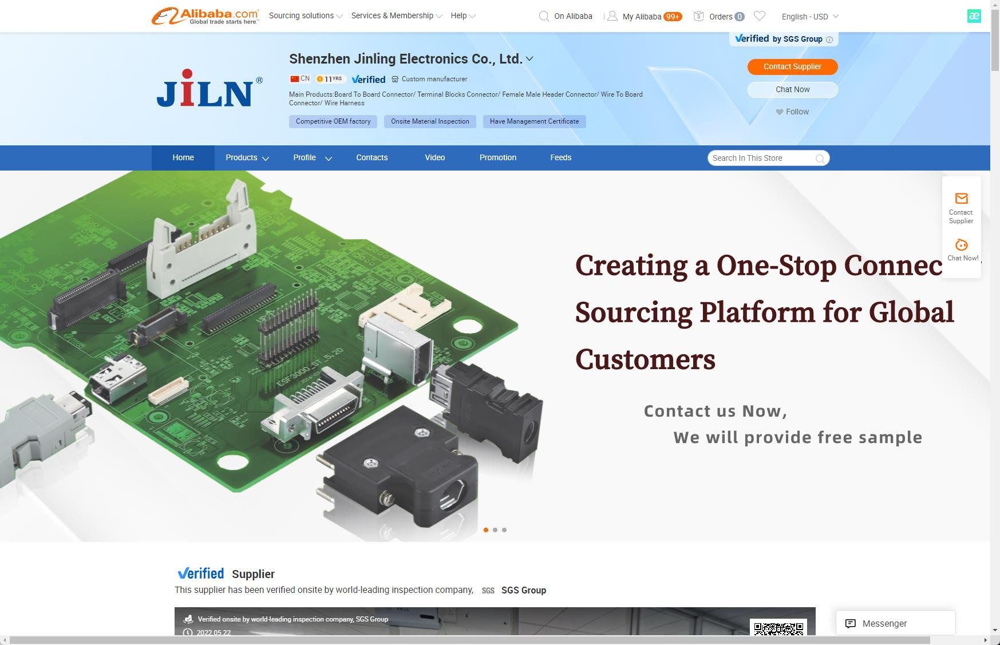 Alibaba.com
Global trade starts here.™
Sourcing solutions
Services & Membership
Help
On Alibaba
My Alibaba 99+
Orders 0
English - USD
æ
Verified by SGS Group
Shenzhen Jinling Electronics Co., Ltd.
CN 11 YRS Verified Custom manufacturer
Main Products:Board To Board Connector/ Terminal Blocks Connector/ Female Male Header Connector/ Wire To Board
Connector/ Wire Harness
Competitive OEM factory
Onsite Material Inspection
Have Management Certificate
JiLN®
Contact Supplier
Chat Now
Follow
Home
Products
Profile
Contacts
Video
Promotion
Feeds
Search In This Store
Contact
Supplier
Chat Now!
Creating a One-Stop Connec
Sourcing Platform for Global
Customers
Contact us Now,
We will provide free sample
ESF3000 ST 5.20
Verified Supplier
This supplier has been verified onsite by world-leading inspection company, SGS SGS Group
Verified onsite by world-leading inspection company, SGS Group
2022.05.22
Messenger